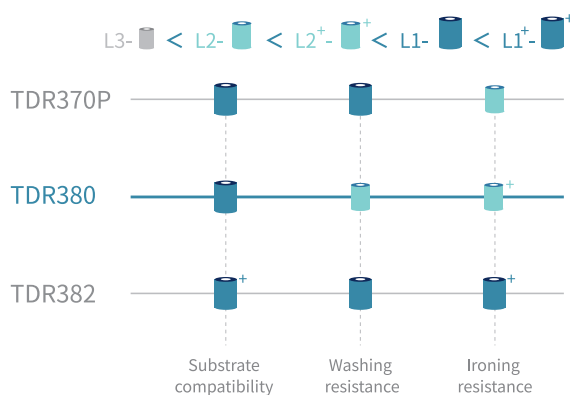 L3- < L2- < L2+- + < L1- < L1+- +
TDR370P
TDR380 +
TDR382 + +
Substrate compatibility
Washing resistance
Ironing resistance